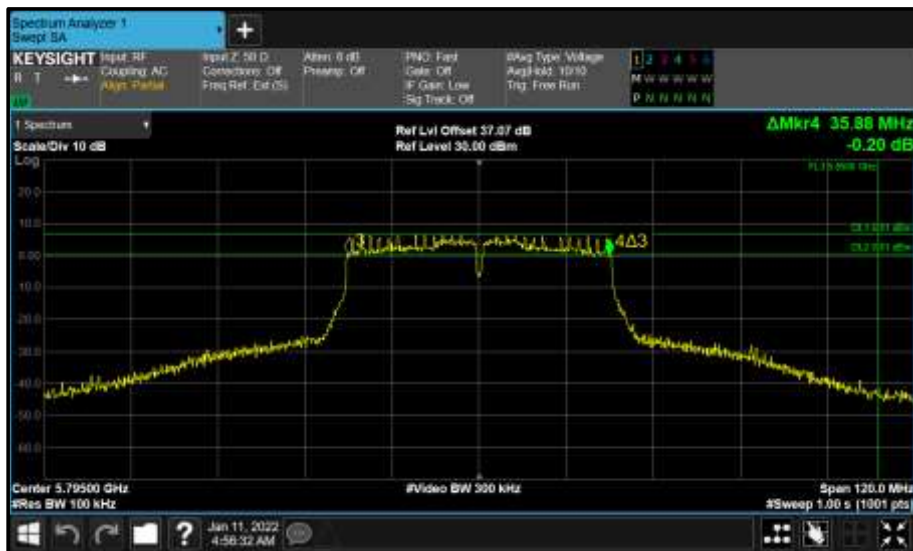 Spectrum Analyzer 1
Swept SA
+
KEYSIGHT
R T
Input: RF
Coupling: AC
Align: Partial
Input Z: 50 Ω
Corrections: Off
Freq Ref: Ext (S)
Atten: 6 dB
Preamp: Off
PNO: Fast
Gate: Off
IF Gain: Low
Sig Track: Off
#Avg Type: Voltage
Avg|Hold: 10/10
Trig: Free Run
1 2 3 4 5 6
M W W W W W
P N N N N N
1 Spectrum
Scale/Div 10 dB
Log
Ref Lvl Offset 37.07 dB
Ref Level 30.00 dBm
ΔMkr4 35.88 MHz
-0.20 dB
20.0
10.0
0.00
-10.0
-20.0
-30.0
-40.0
-50.0
-60.0
3
4Δ3
Center 5.79500 GHz
#Res BW 100 kHz
#Video BW 300 kHz
Span 120.0 MHz
#Sweep 1.00 s (1001 pts)
?
Jan 11, 2022
4:56:32 AM